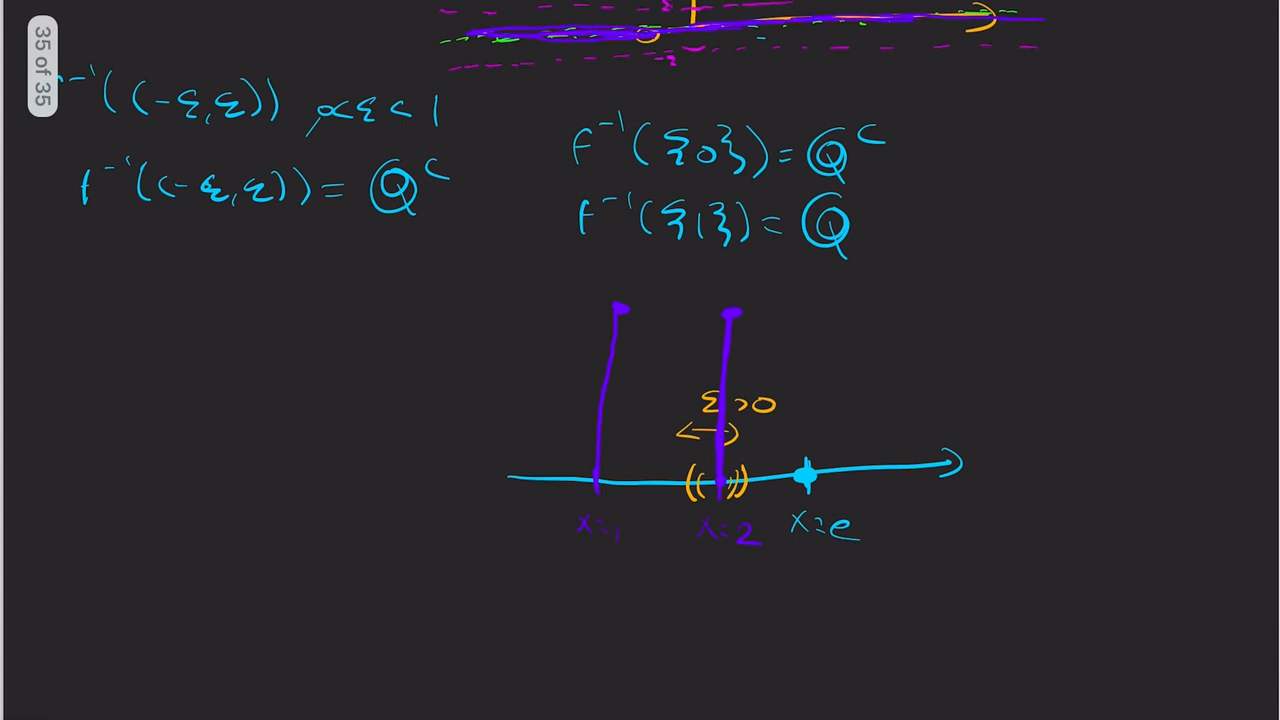 35 of 35
ε
-ε
f⁻¹((-ε,ε)) , 0<ε<1
f⁻¹((-ε,ε)) = ℚᶜ
f⁻¹({0}) = ℚᶜ
f⁻¹({1}) = ℚ
ε>0
(( ))
x=1 x=2 x=e